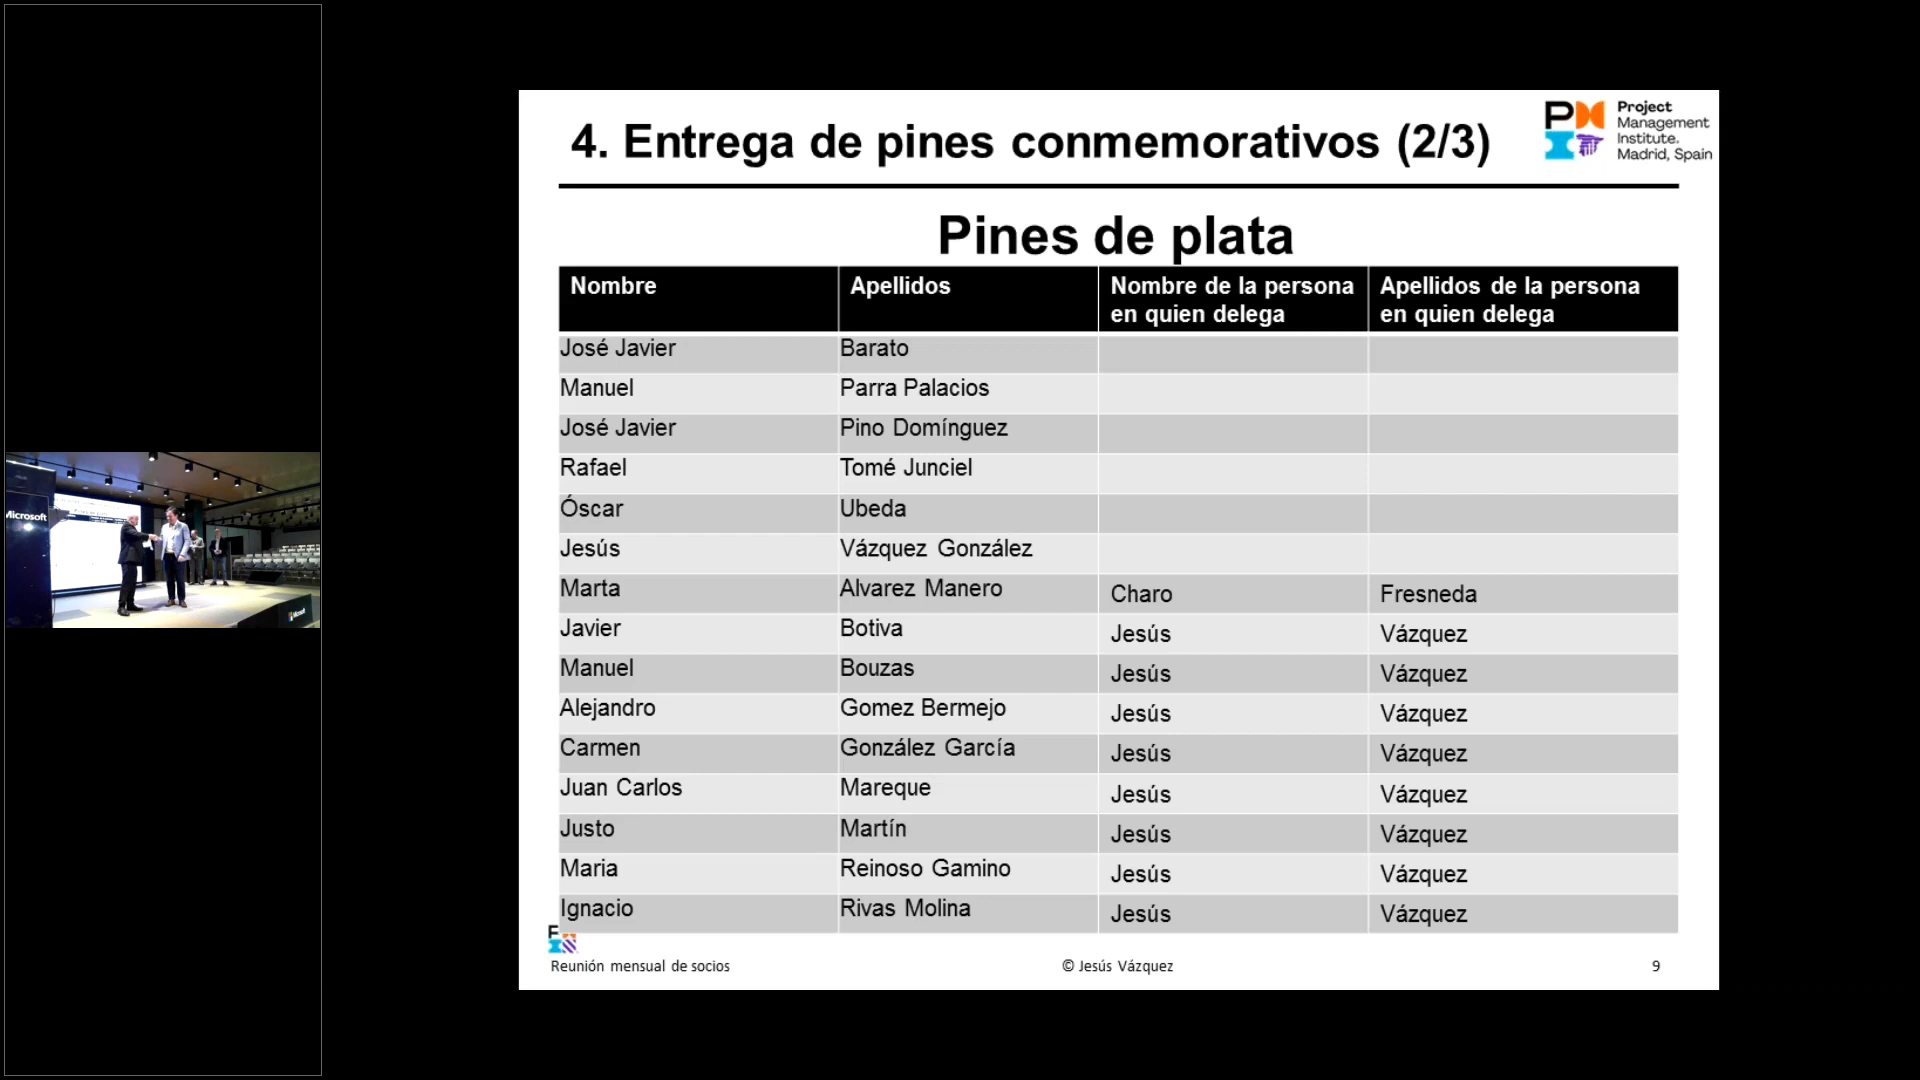 4. Entrega de pines conmemorativos (2/3)
Project
Management
Institute.
Madrid, Spain
Pines de plata
Nombre Apellidos Nombre de la persona en quien delega Apellidos de la persona en quien delega
José Javier Barato
Manuel Parra Palacios
José Javier Pino Domínguez
Rafael Tomé Junciel
Óscar Ubeda
Jesús Vázquez González
Marta Alvarez Manero Charo Fresneda
Javier Botiva Jesús Vázquez
Manuel Bouzas Jesús Vázquez
Alejandro Gomez Bermejo Jesús Vázquez
Carmen González García Jesús Vázquez
Juan Carlos Mareque Jesús Vázquez
Justo Martín Jesús Vázquez
Maria Reinoso Gamino Jesús Vázquez
Ignacio Rivas Molina Jesús Vázquez
Reunión mensual de socios © Jesús Vázquez 9
Microsoft